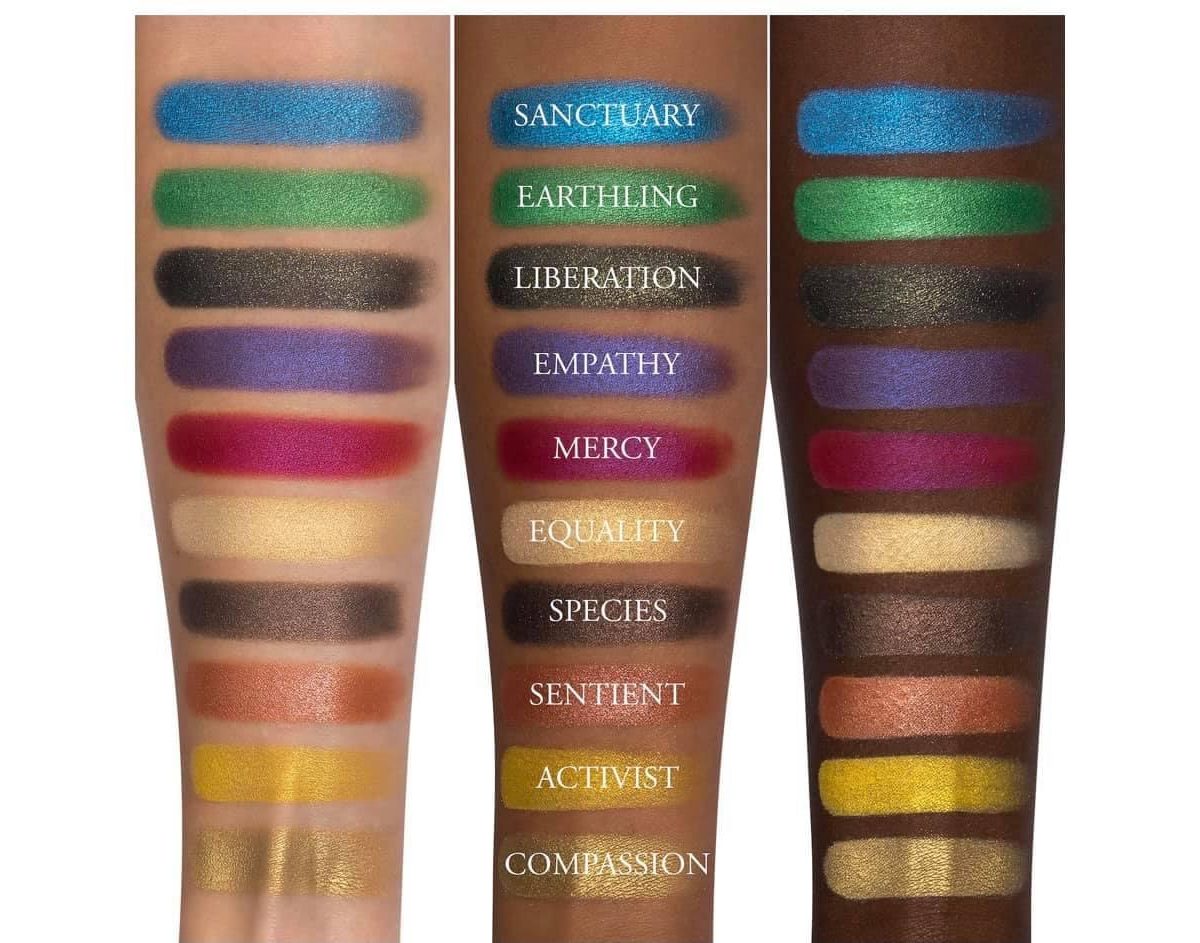 SANCTUARY
EARTHLING
LIBERATION
EMPATHY
MERCY
EQUALITY
SPECIES
SENTIENT
ACTIVIST
COMPASSION